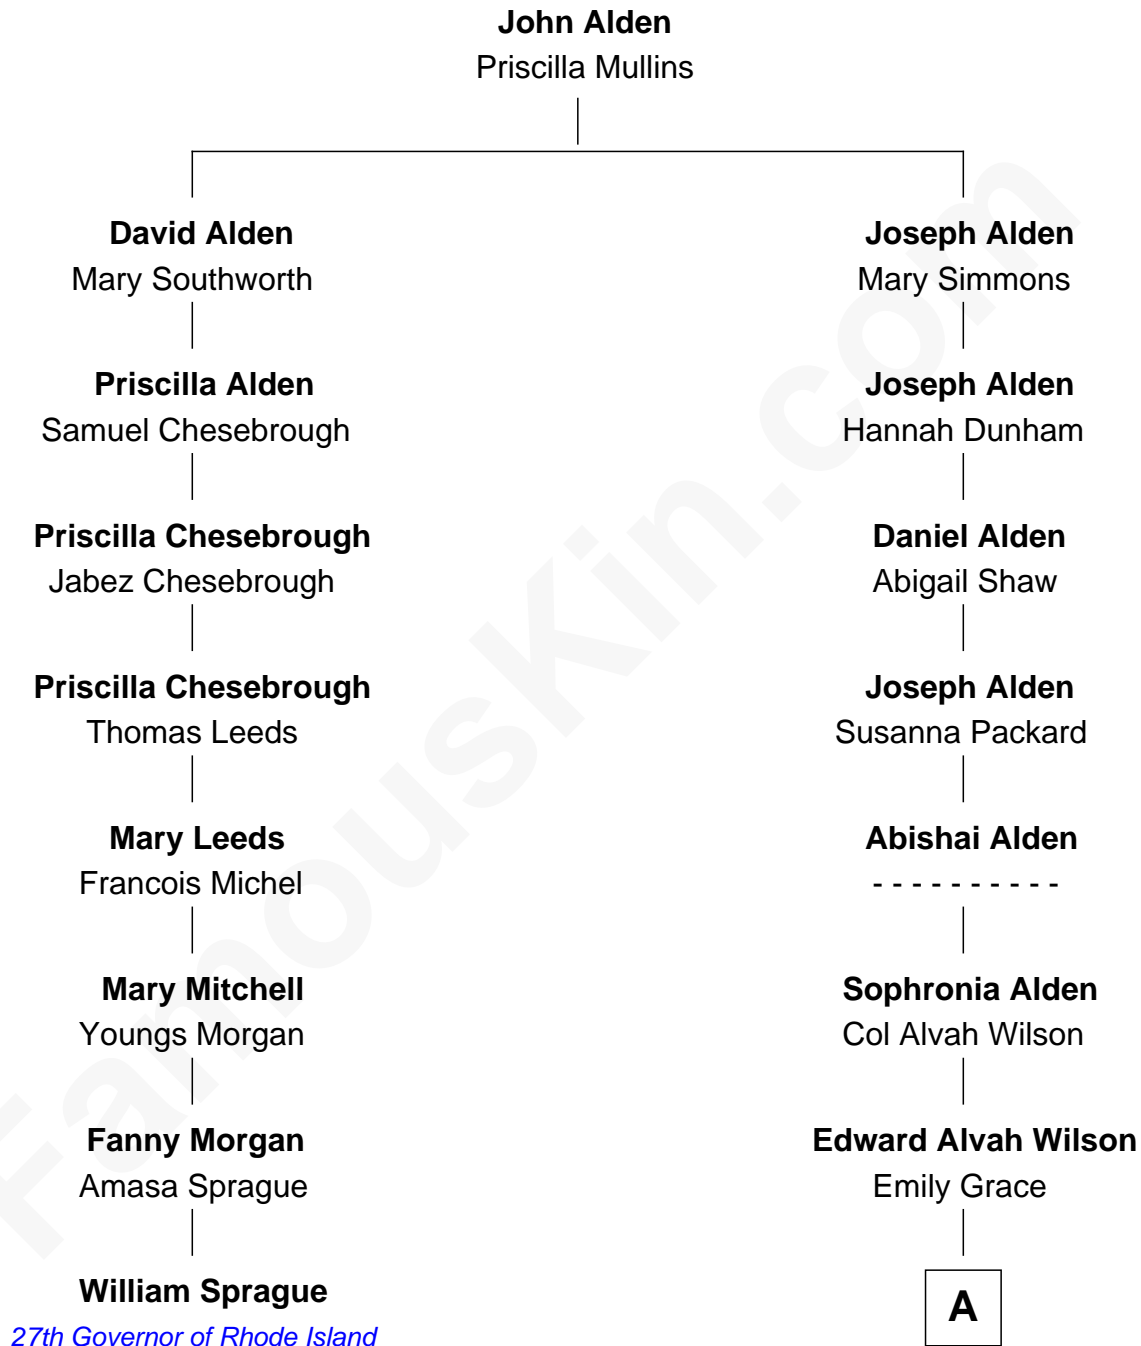 John Alden
Priscilla Mullins
David Alden
Mary Southworth
Joseph Alden
Mary Simmons
Priscilla Alden
Samuel Chesebrough
Joseph Alden
Hannah Dunham
Priscilla Chesebrough
Jabez Chesebrough
Daniel Alden
Abigail Shaw
Priscilla Chesebrough
Thomas Leeds
Joseph Alden
Susanna Packard
Mary Leeds
Francois Michel
Abishai Alden
- - - - - - - - - -
Mary Mitchell
Youngs Morgan
Sophronia Alden
Col Alvah Wilson
Fanny Morgan
Amasa Sprague
Edward Alvah Wilson
Emily Grace
William Sprague
27th Governor of Rhode Island
A
FamousKin.com